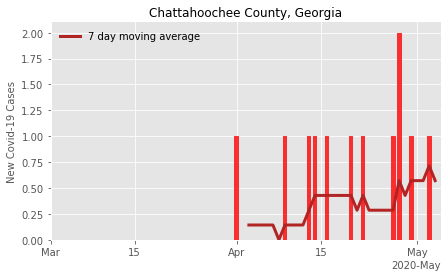 Chattahoochee County, Georgia
7 day moving average
New Covid-19 Cases
2.00
1.75
1.50
1.25
1.00
0.75
0.50
0.25
0.00
Mar
15
Apr
15
May
2020-May